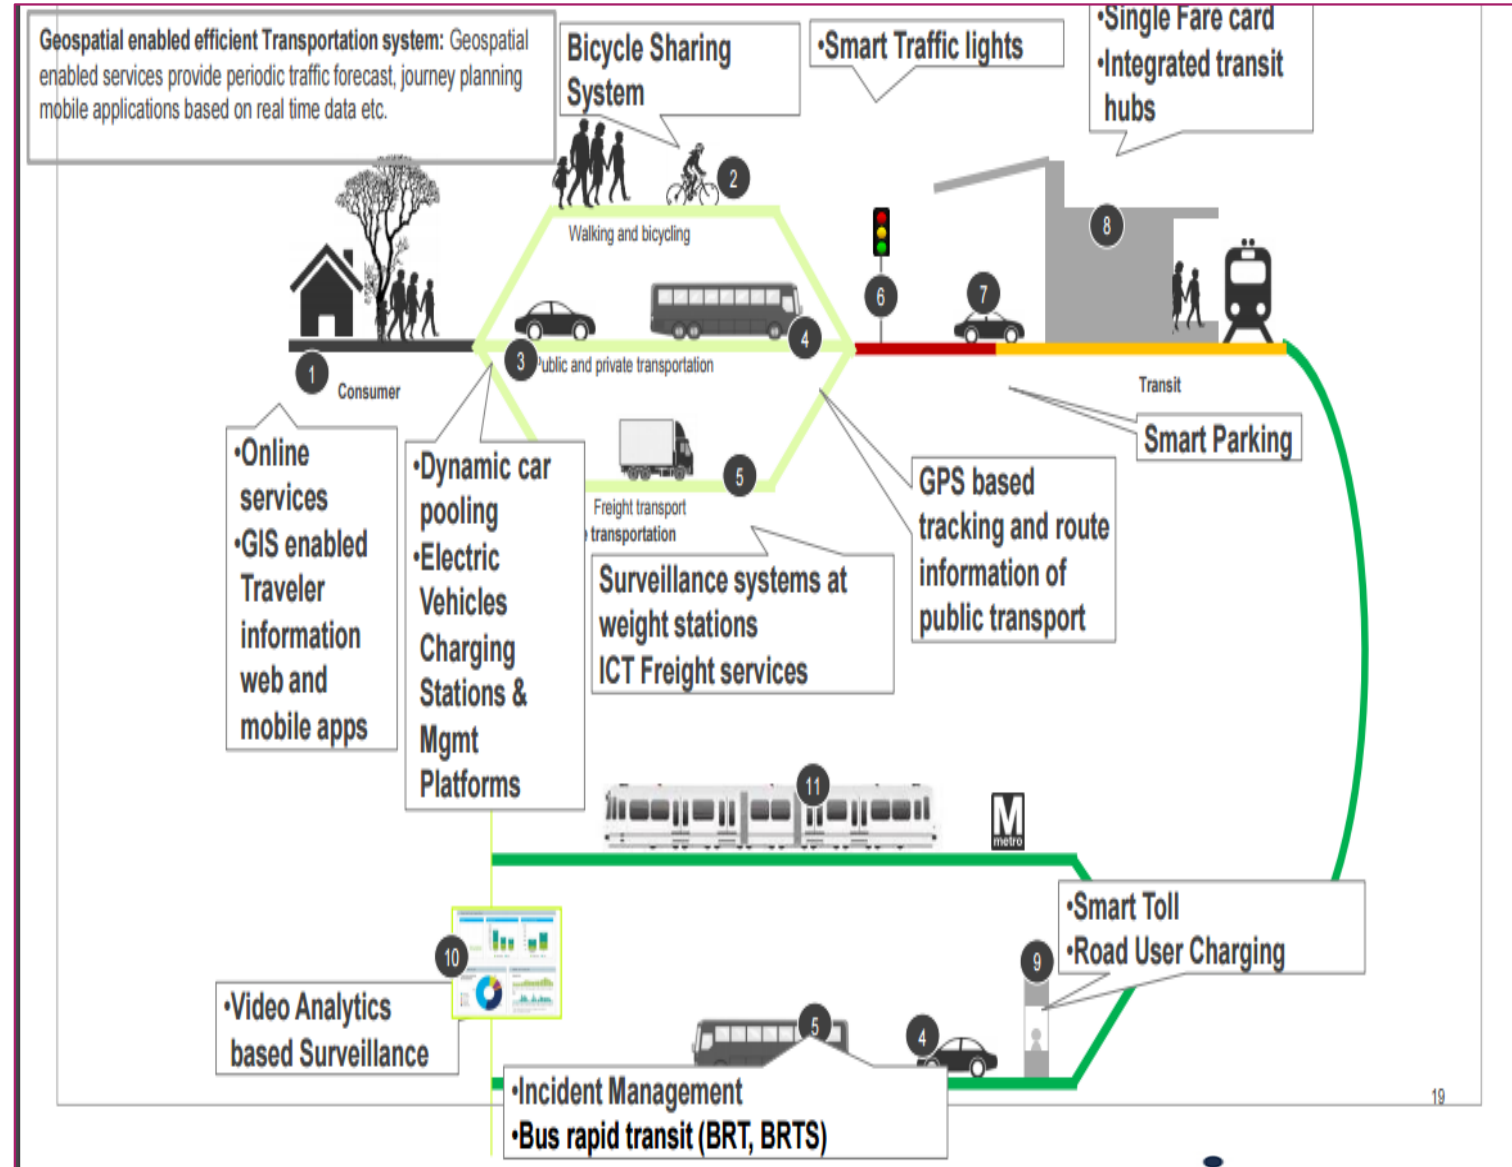 Geospatial enabled efficient Transportation system: Geospatial
enabled services provide periodic traffic forecast, journey planning
mobile applications based on real time data etc.
Bicycle Sharing
System
•Smart Traffic lights
•Single Fare card
•Integrated transit
hubs
2
Walking and bicycling
8
6
7
4
3
Public and private transportation
1
Consumer
Transit
Smart Parking
•Online
services
•GIS enabled
Traveler
information
web and
mobile apps
•Dynamic car
pooling
•Electric
Vehicles
Charging
Stations &
Mgmt
Platforms
5
Freight transport
transportation
Surveillance systems at
weight stations
ICT Freight services
GPS based
tracking and route
information of
public transport
11
M
metro
•Smart Toll
•Road User Charging
9
10
•Video Analytics
based Surveillance
5
4
•Incident Management
•Bus rapid transit (BRT, BRTS)
19